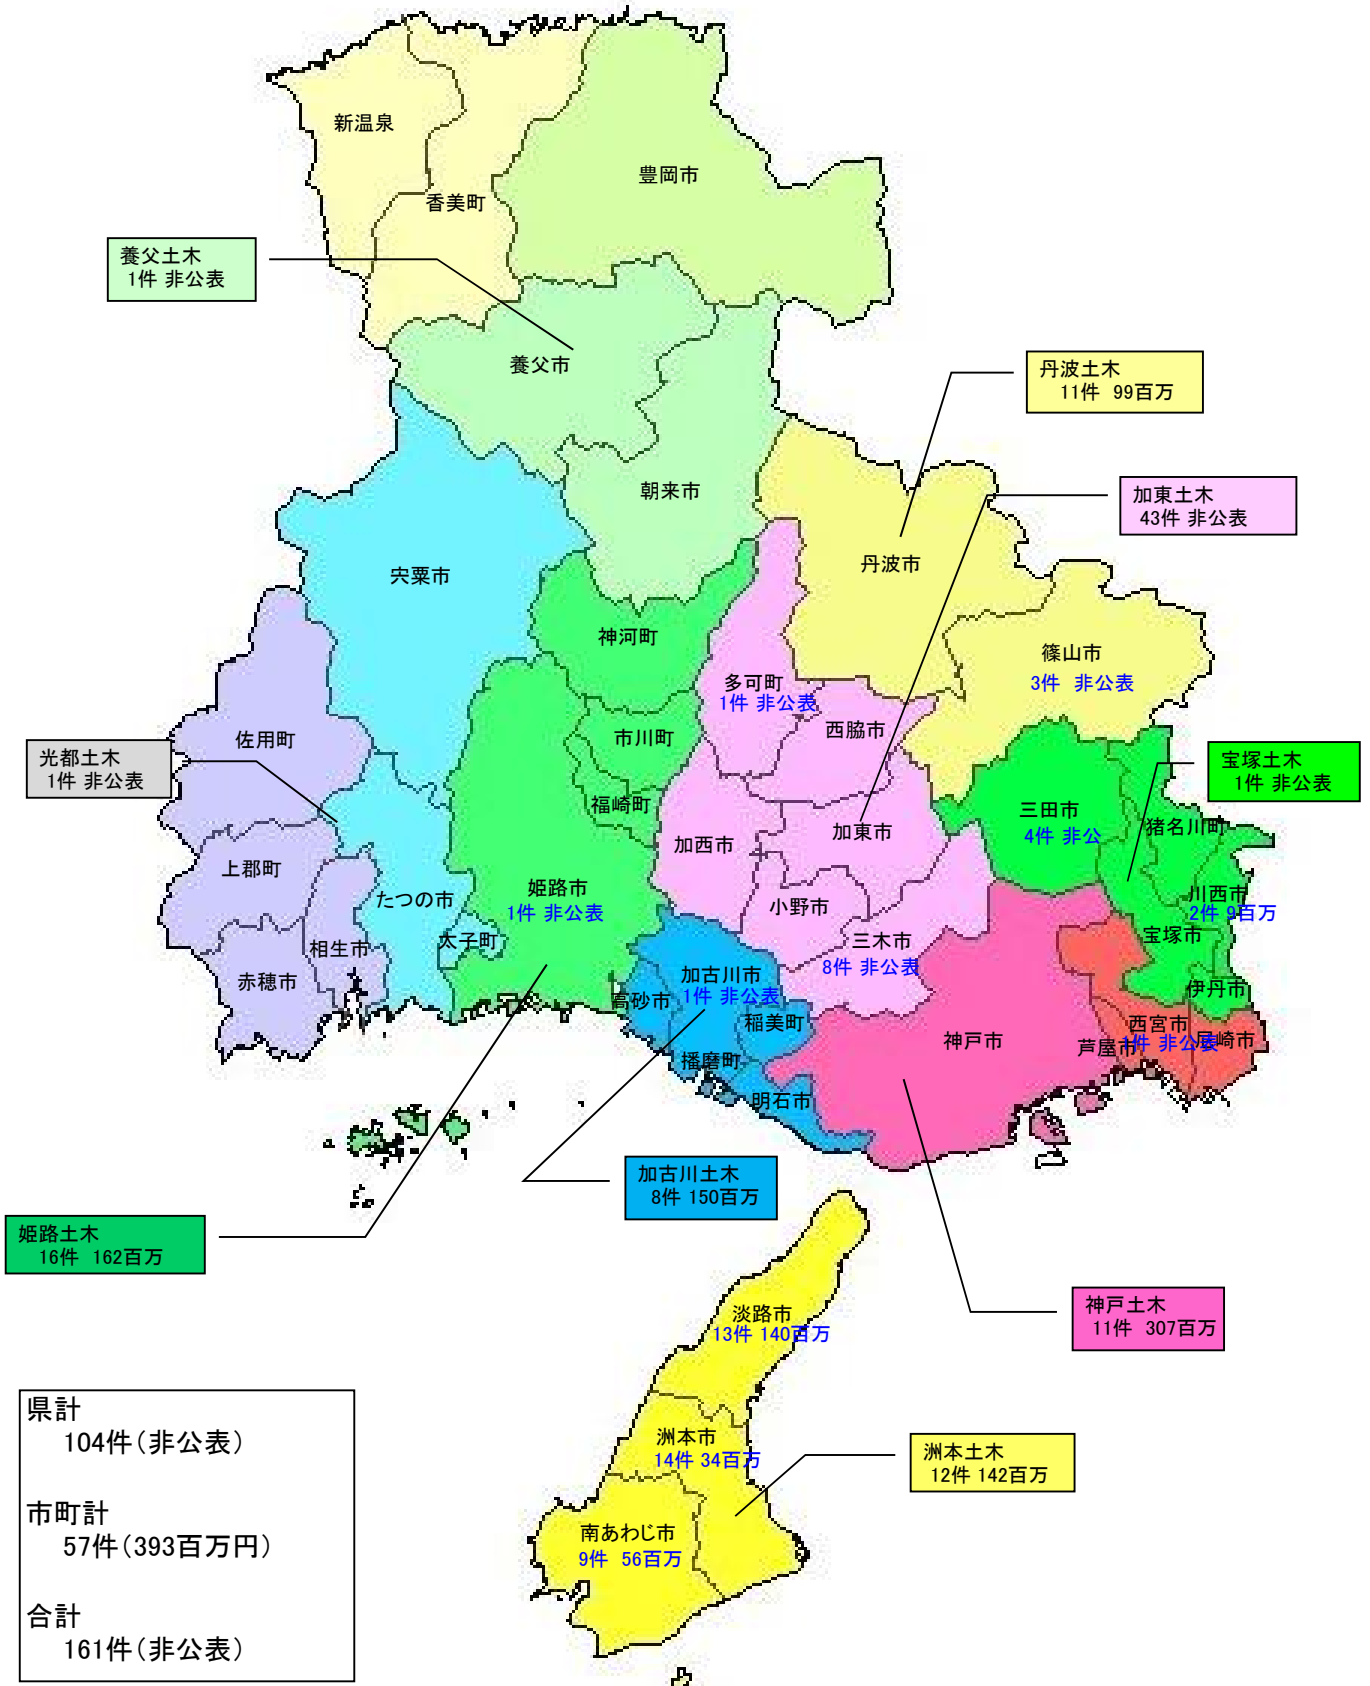 新温泉
豊岡市
香美町
養父土木
1件 非公表
養父市
丹波土木
11件 99百万
朝来市
加東土木
43件 非公表
丹波市
宍粟市
神河町
篠山市
3件 非公表
多可町
1件 非公表
西脇市
市川町
佐用町
光都土木
1件 非公表
宝塚土木
1件 非公表
福崎町
三田市
4件 非公
加東市
猪名川町
加西市
上郡町
姫路市
1件 非公表
たつの市
小野市
川西市
2件 9百万
太子町
三木市
8件 非公表
宝塚市
相生市
赤穂市
加古川市
1件 非公表
高砂市
伊丹市
稲美町
西宮市
1件 非公表
尼崎市
神戸市
芦屋市
播磨町
明石市
加古川土木
8件 150百万
姫路土木
16件 162百万
神戸土木
11件 307百万
淡路市
13件 140百万
洲本市
14件 34百万
洲本土木
12件 142百万
南あわじ市
9件 56百万
県計
104件(非公表)
市町計
57件(393百万円)
合計
161件(非公表)